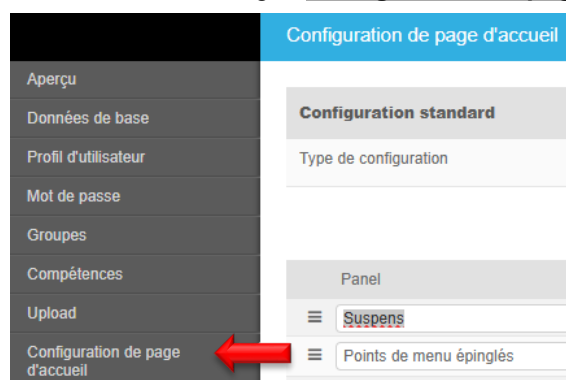 Configuration de page d'accueil
Aperçu
Données de base
Profil d'utilisateur
Mot de passe
Groupes
Compétences
Upload
Configuration de page
d'accueil
Configuration standard
Type de configuration
Panel
Suspens
Points de menu épinglés